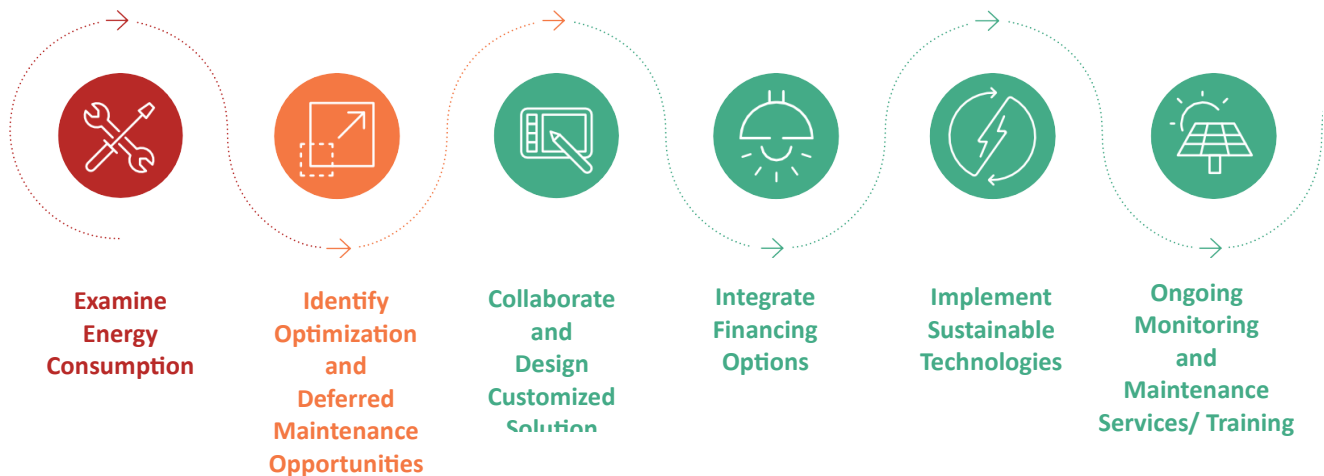 Examine
Energy
Consumption
Identify
Optimization
and
Deferred
Maintenance
Opportunities
Collaborate
and
Design
Customized
Solution
Integrate
Financing
Options
Implement
Sustainable
Technologies
Ongoing
Monitoring
and
Maintenance
Services/ Training